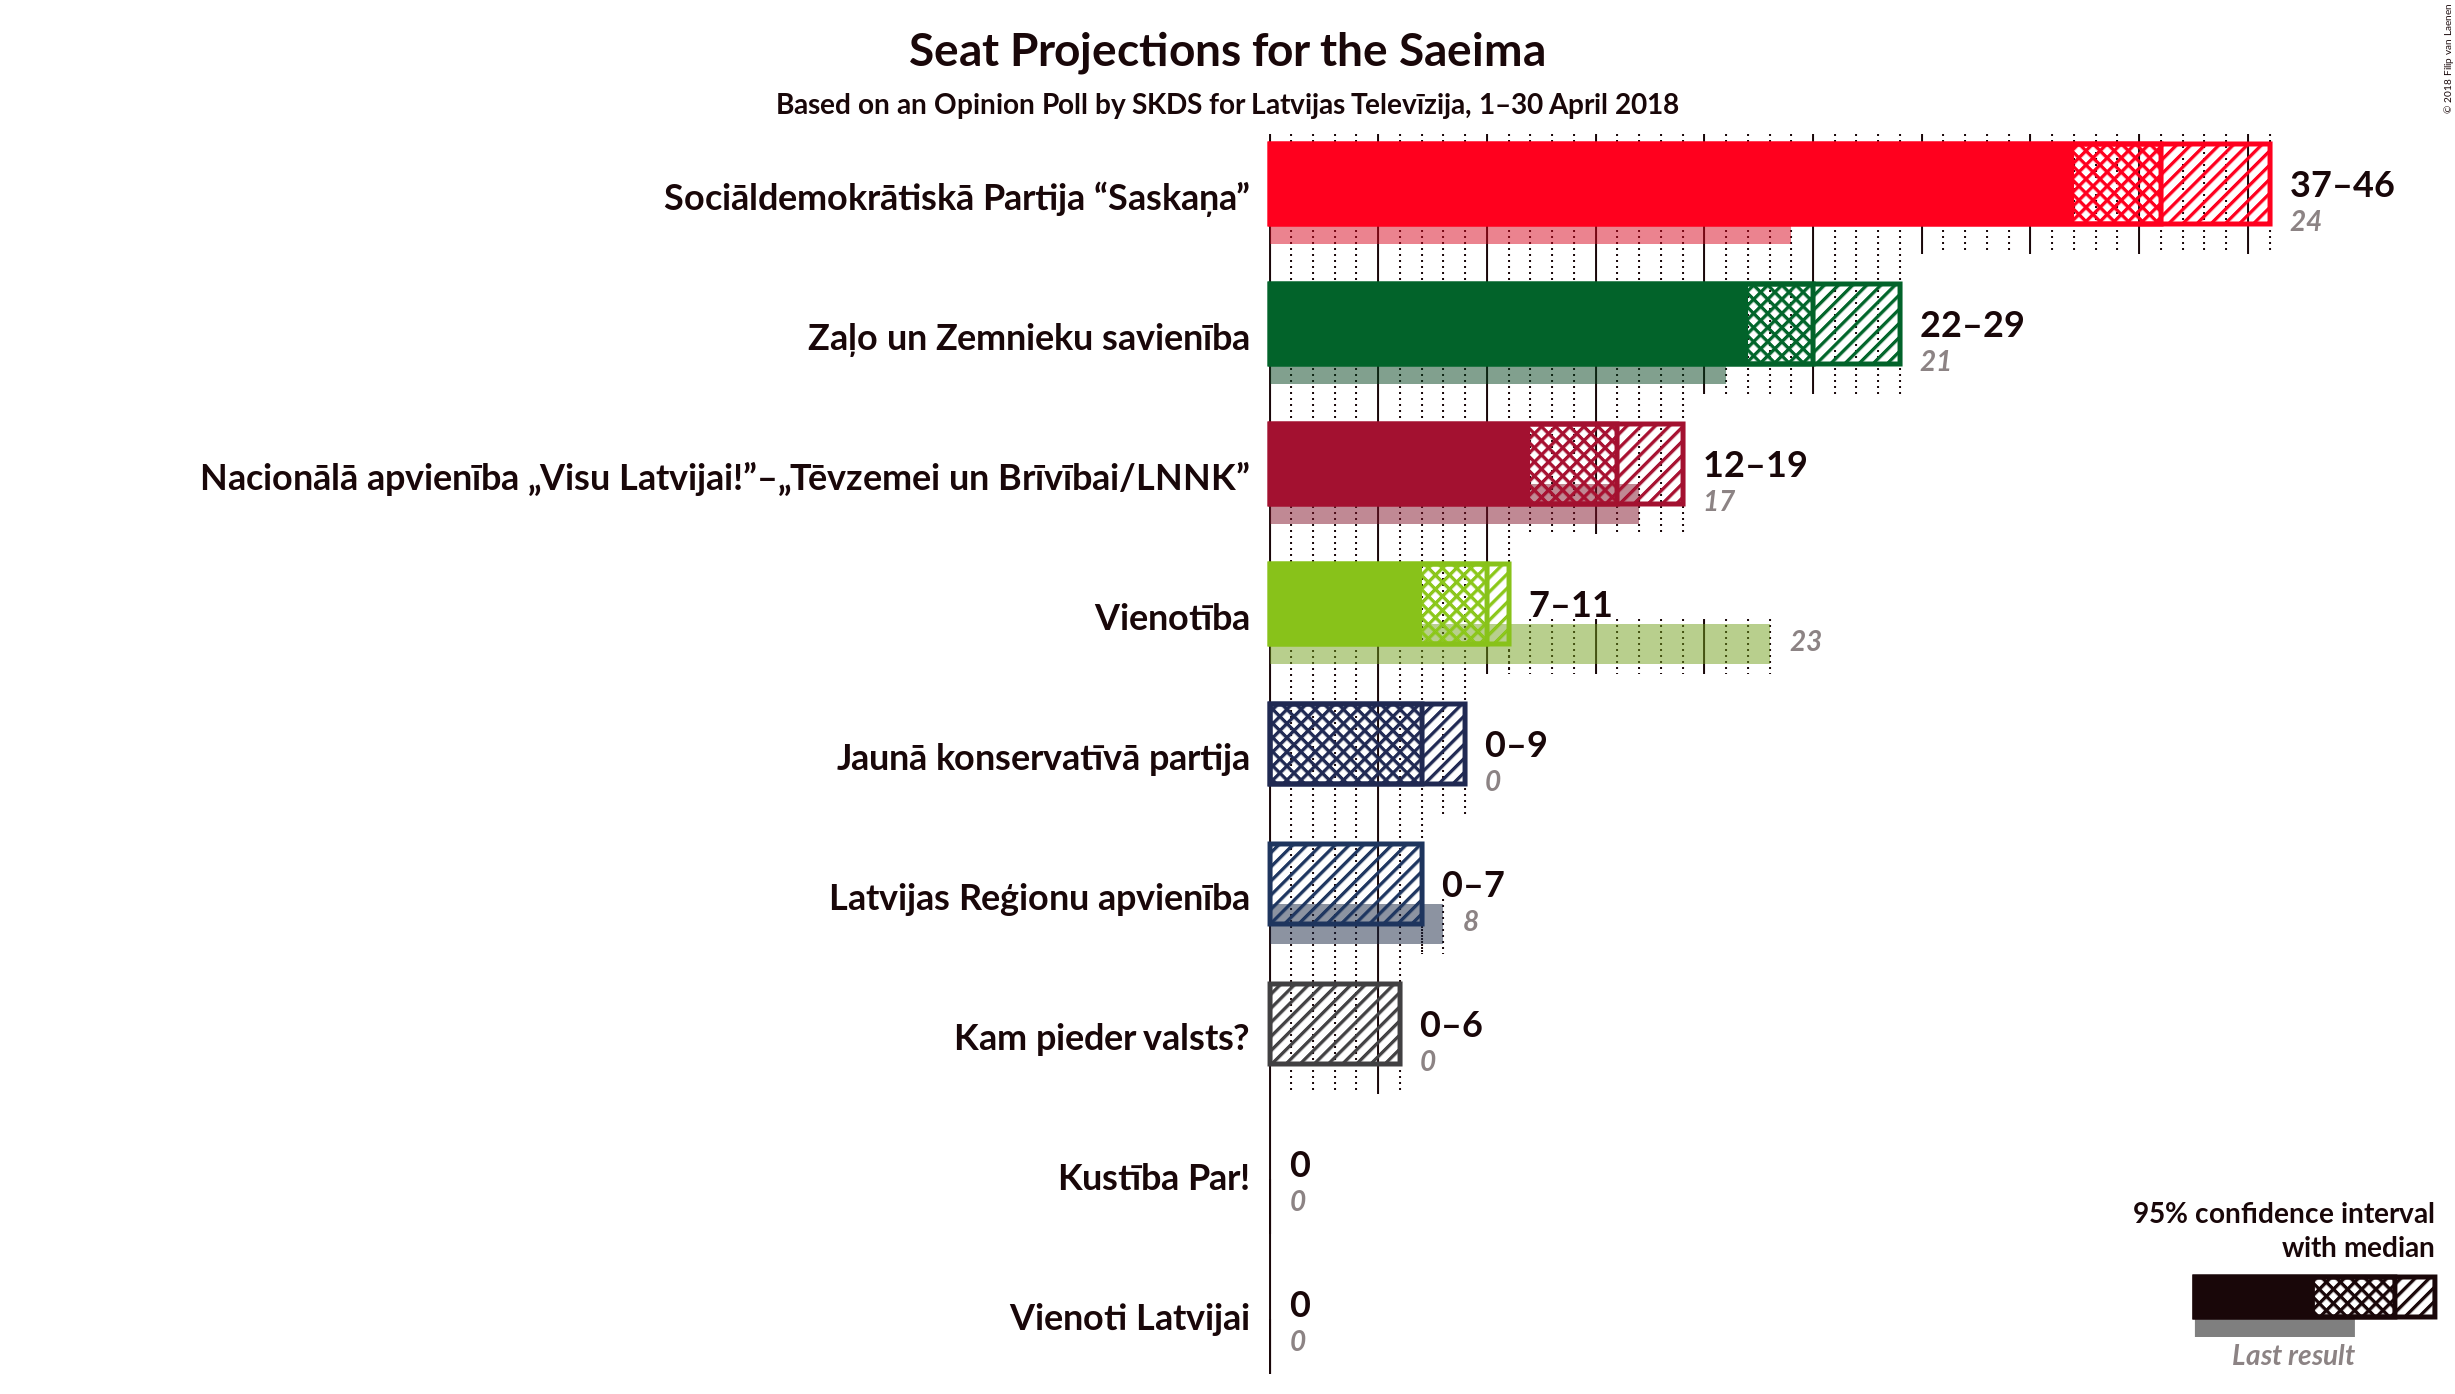 Seat Projections for the Saeima
Based on an Opinion Poll by SKDS for Latvijas Televīzija, 1–30 April 2018
© 2018 Filip van Laenen
Sociāldemokrātiskā Partija “Saskaņa”
37–46
24
Zaļo un Zemnieku savienība
22–29
21
Nacionālā apvienība „Visu Latvijai!”–„Tēvzemei un Brīvībai/LNNK”
12–19
17
Vienotība
7–11
23
Jaunā konservatīvā partija
0–9
0
Latvijas Reģionu apvienība
0–7
8
Kam pieder valsts?
0–6
0
Kustība Par!
0
0
Vienoti Latvijai
0
0
95% confidence interval
with median
Last result